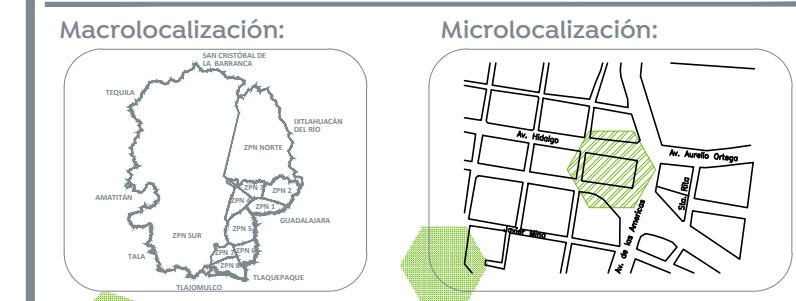 Macrolocalización:
SAN CRISTÓBAL DE
LA BARRANCA
TEQUILA
IXTLAHUACÁN
DEL RÍO
ZPN NORTE
ZPN 3
ZPN 2
AMATITÁN
ZPN 4
ZPN 1
GUADALAJARA
ZPN SUR
ZPN 5
TALA
ZPN 7
ZPN 6
ZPN 8
TLAQUEPAQUE
TLAJOMULCO
Microlocalización:
Av. Hidalgo
Av. Aurelio Ortega
Sta. Rita
Javier Mina
Av. de las Americas